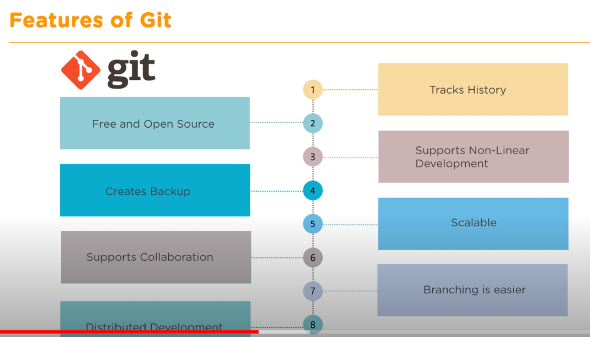 Features of Git
git
1
Tracks History
Free and Open Source
2
3
Supports Non-Linear
Development
Creates Backup
4
5
Scalable
Supports Collaboration
6
7
Branching is easier
Distributed Development
8